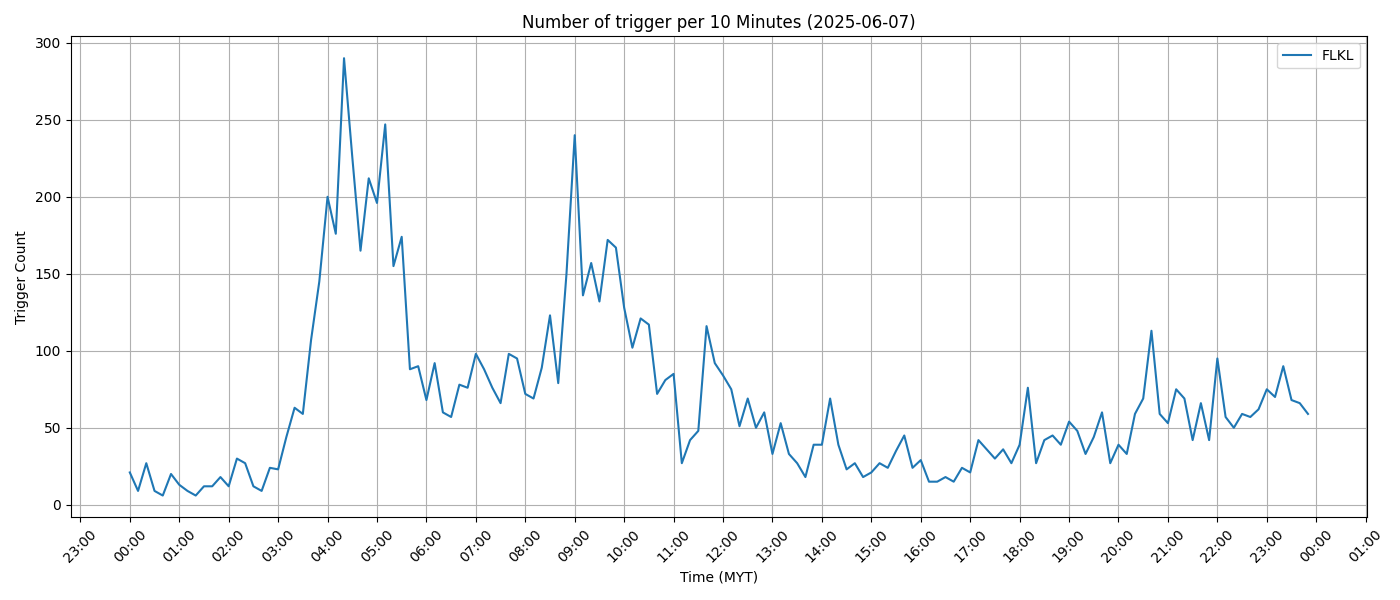 Number of trigger per 10 Minutes (2025-06-07)
FLKL
Trigger Count
300
250
200
150
100
50
0
23:00 00:00 01:00 02:00 03:00 04:00 05:00 06:00 07:00 08:00 09:00 10:00 11:00 12:00 13:00 14:00 15:00 16:00 17:00 18:00 19:00 20:00 21:00 22:00 23:00 00:00 01:00
Time (MYT)